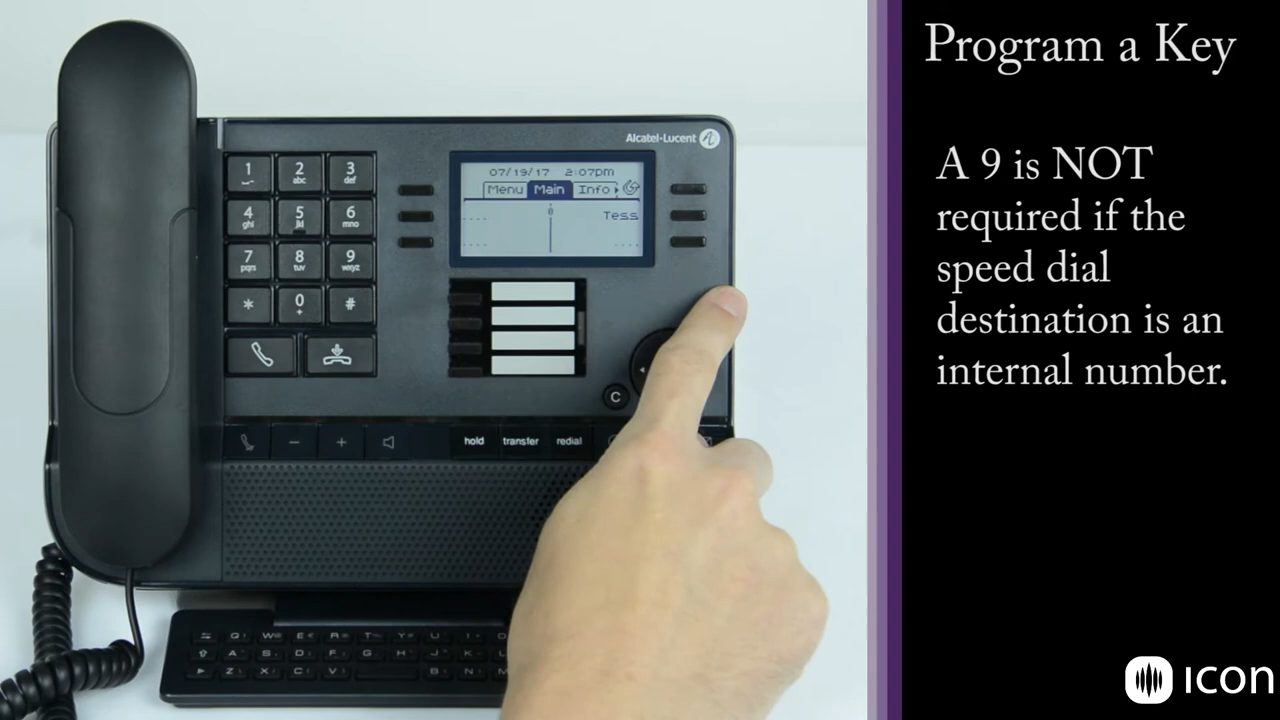 Program a Key
A 9 is NOT
required if the
speed dial
destination is an
internal number.
icon
Alcatel-Lucent
07/19/17 2:07pm
Menu Main Info
0
Tess
1 2 abc 3 def
4 ghi 5 jkl 6 mno
7 pqrs 8 tuv 9 wxyz
* 0 + #
C
− +
hold transfer redial
Q W E R T Y U I O
A S D F G H J K L
Z X C V B N M